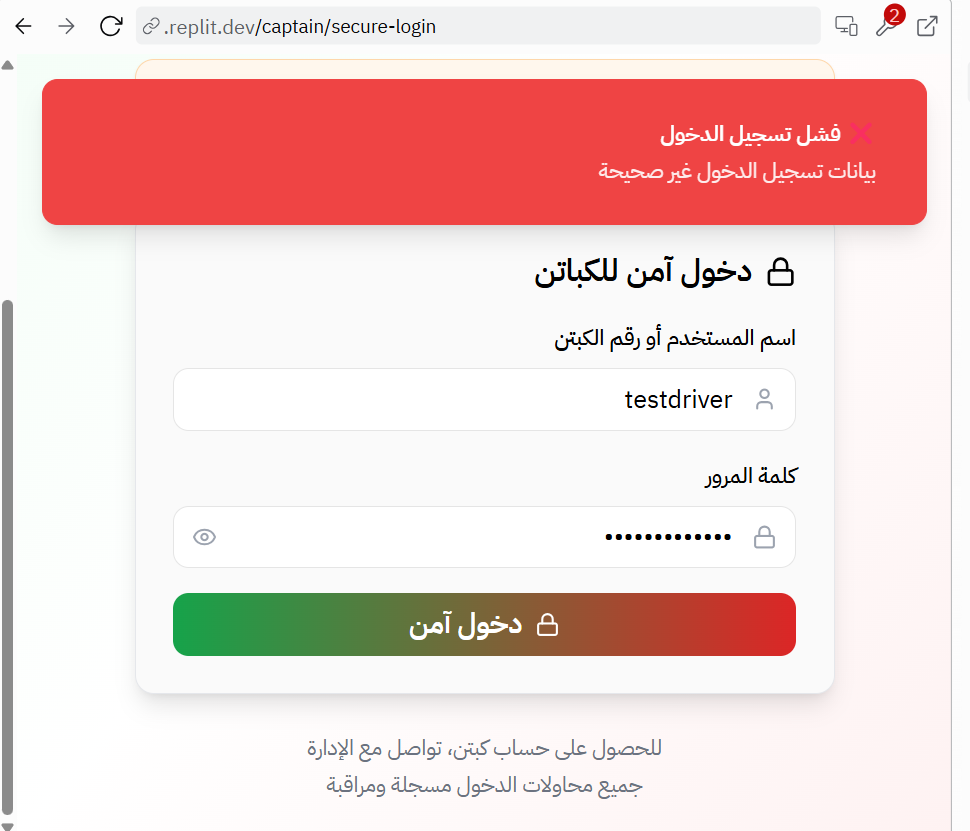 .replit.dev/captain/secure-login
2
❌ فشل تسجيل الدخول
بيانات تسجيل الدخول غير صحيحة
دخول آمن للكباتن
اسم المستخدم أو رقم الكبتن
testdriver
كلمة المرور
•••••••••••••
دخول آمن
للحصول على حساب كبتن، تواصل مع الإدارة
جميع محاولات الدخول مسجلة ومراقبة